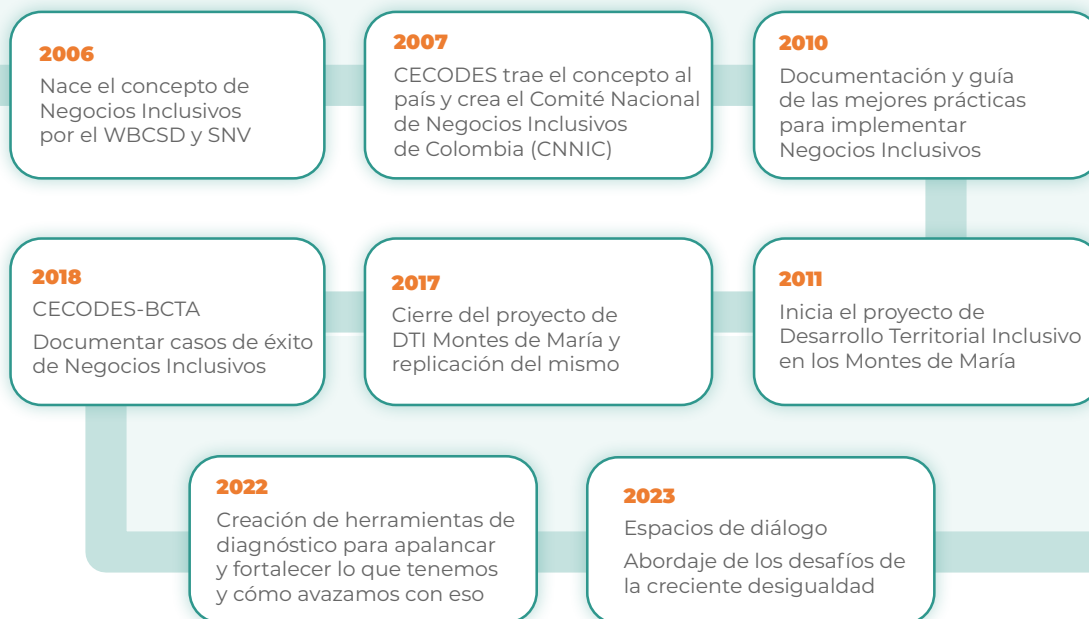 2006
Nace el concepto de
Negocios Inclusivos
por el WBCSD y SNV
2007
CECODES trae el concepto al
país y crea el Comité Nacional
de Negocios Inclusivos
de Colombia (CNNIC)
2010
Documentación y guía
de las mejores prácticas
para implementar
Negocios Inclusivos
2011
Inicia el proyecto de
Desarrollo Territorial Inclusivo
en los Montes de María
2017
Cierre del proyecto de
DTI Montes de María y
replicación del mismo
2018
CECODES-BCTA
Documentar casos de éxito
de Negocios Inclusivos
2022
Creación de herramientas de
diagnóstico para apalancar
y fortalecer lo que tenemos
y cómo avazamos con eso
2023
Espacios de diálogo
Abordaje de los desafíos de
la creciente desigualdad